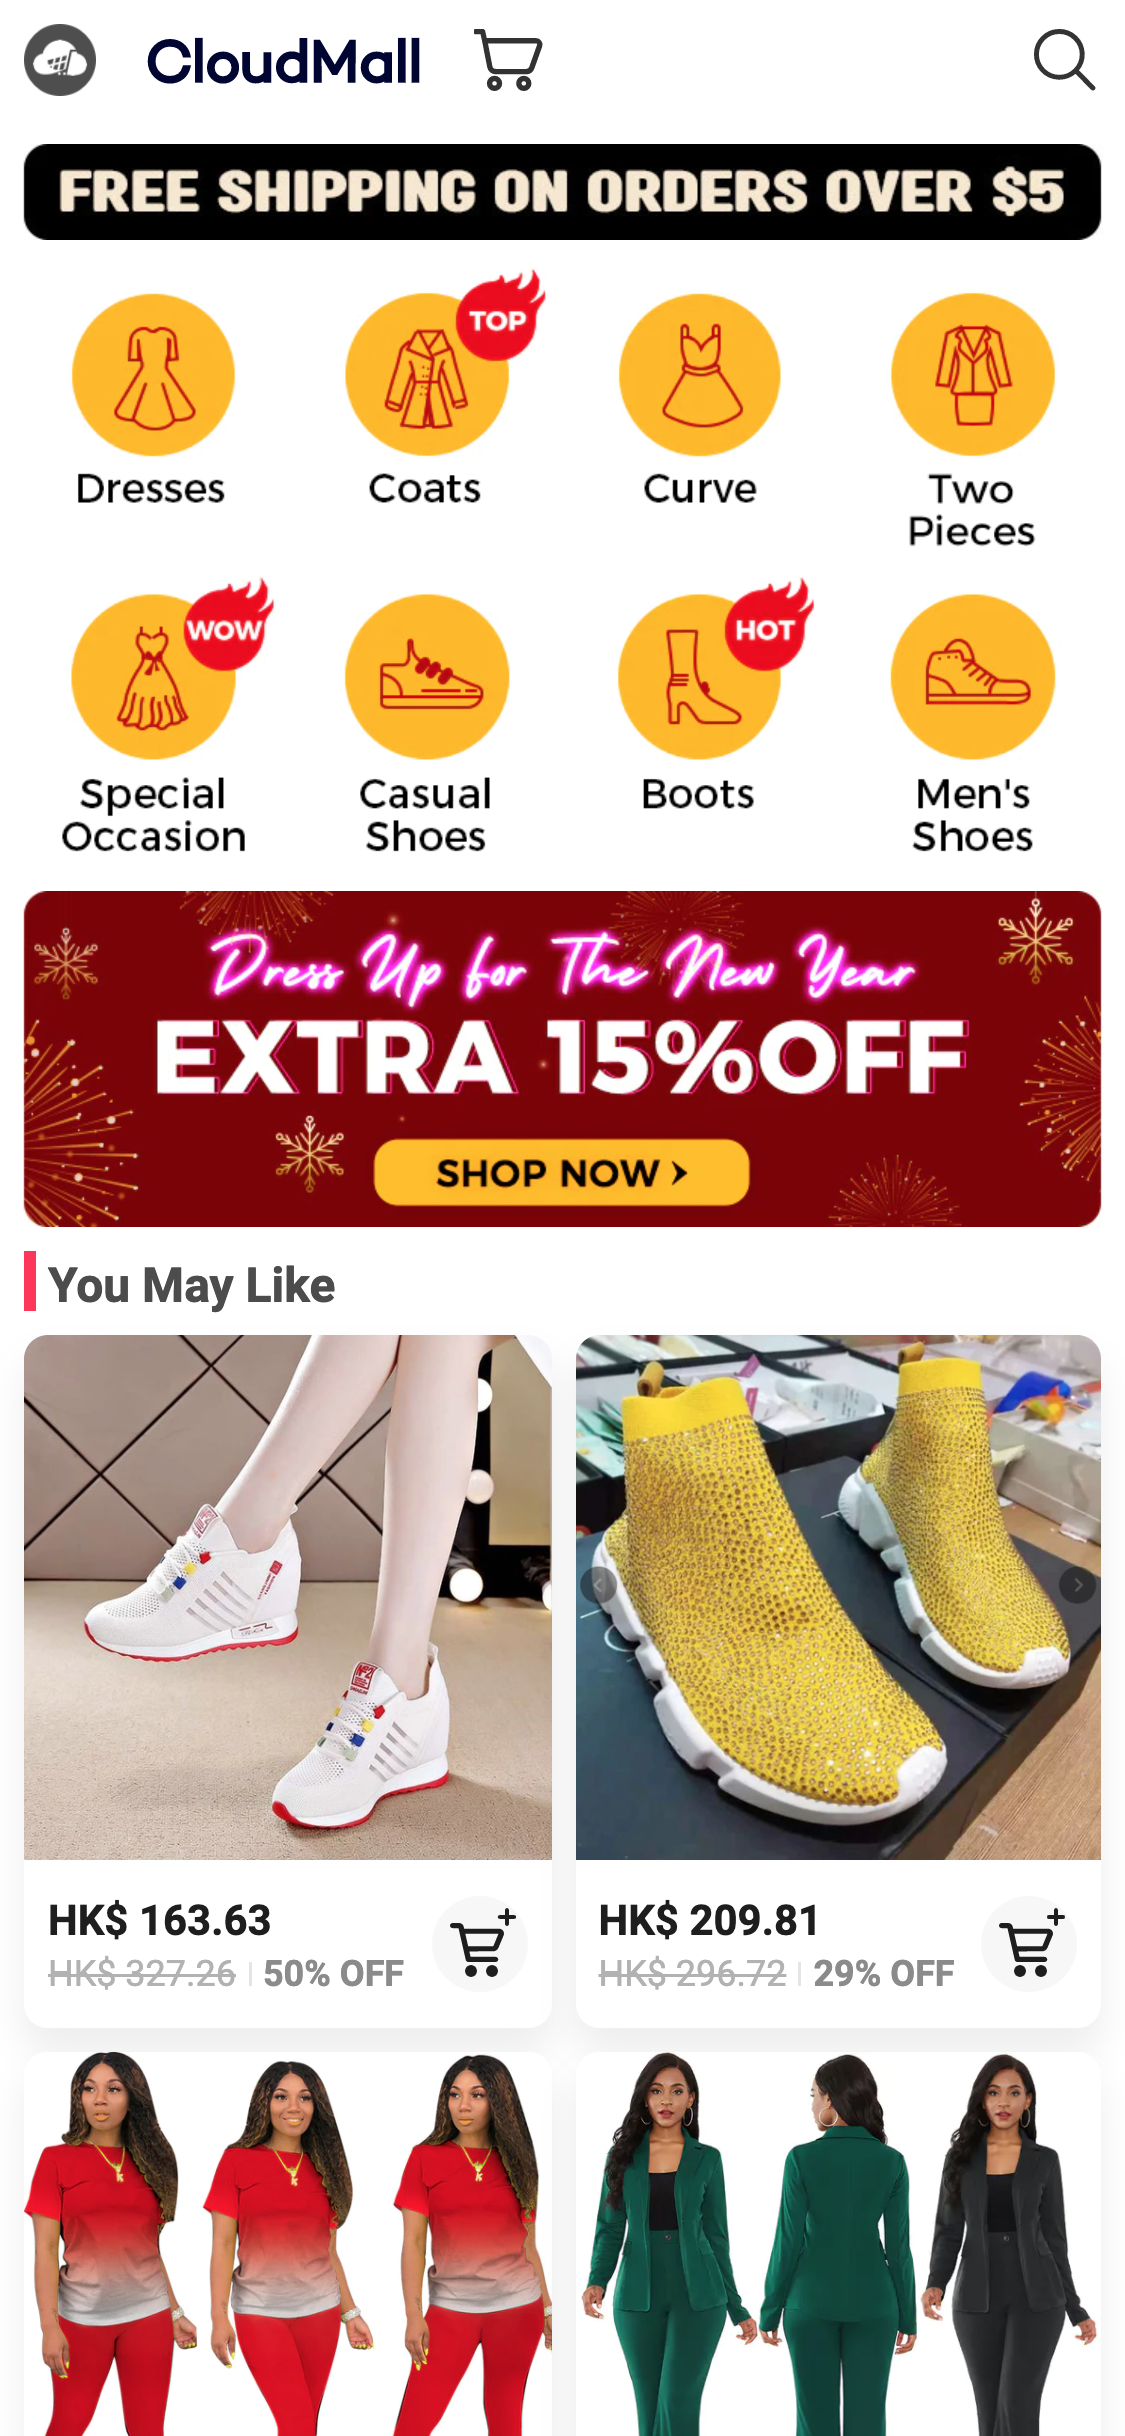 CloudMall
FREE SHIPPING ON ORDERS OVER $5
TOP
Dresses
Coats
Curve
Two
Pieces
WOW
HOT
Special
Occasion
Casual
Shoes
Boots
Men's
Shoes
Dress Up for The New Year
EXTRA 15%OFF
SHOP NOW
You May Like
HK$ 163.63
HK$ 327.26 50% OFF
HK$ 209.81
HK$ 296.72 29% OFF